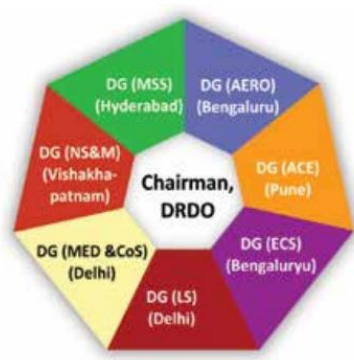 DG (MSS)
(Hyderabad)
DG (AERO)
(Bengaluru)
DG (ACE)
(Pune)
DG (ECS)
(Bengaluryu)
DG (LS)
(Delhi)
DG (MED &CoS)
(Delhi)
DG (NS&M)
(Vishakha-
patnam)
Chairman,
DRDO